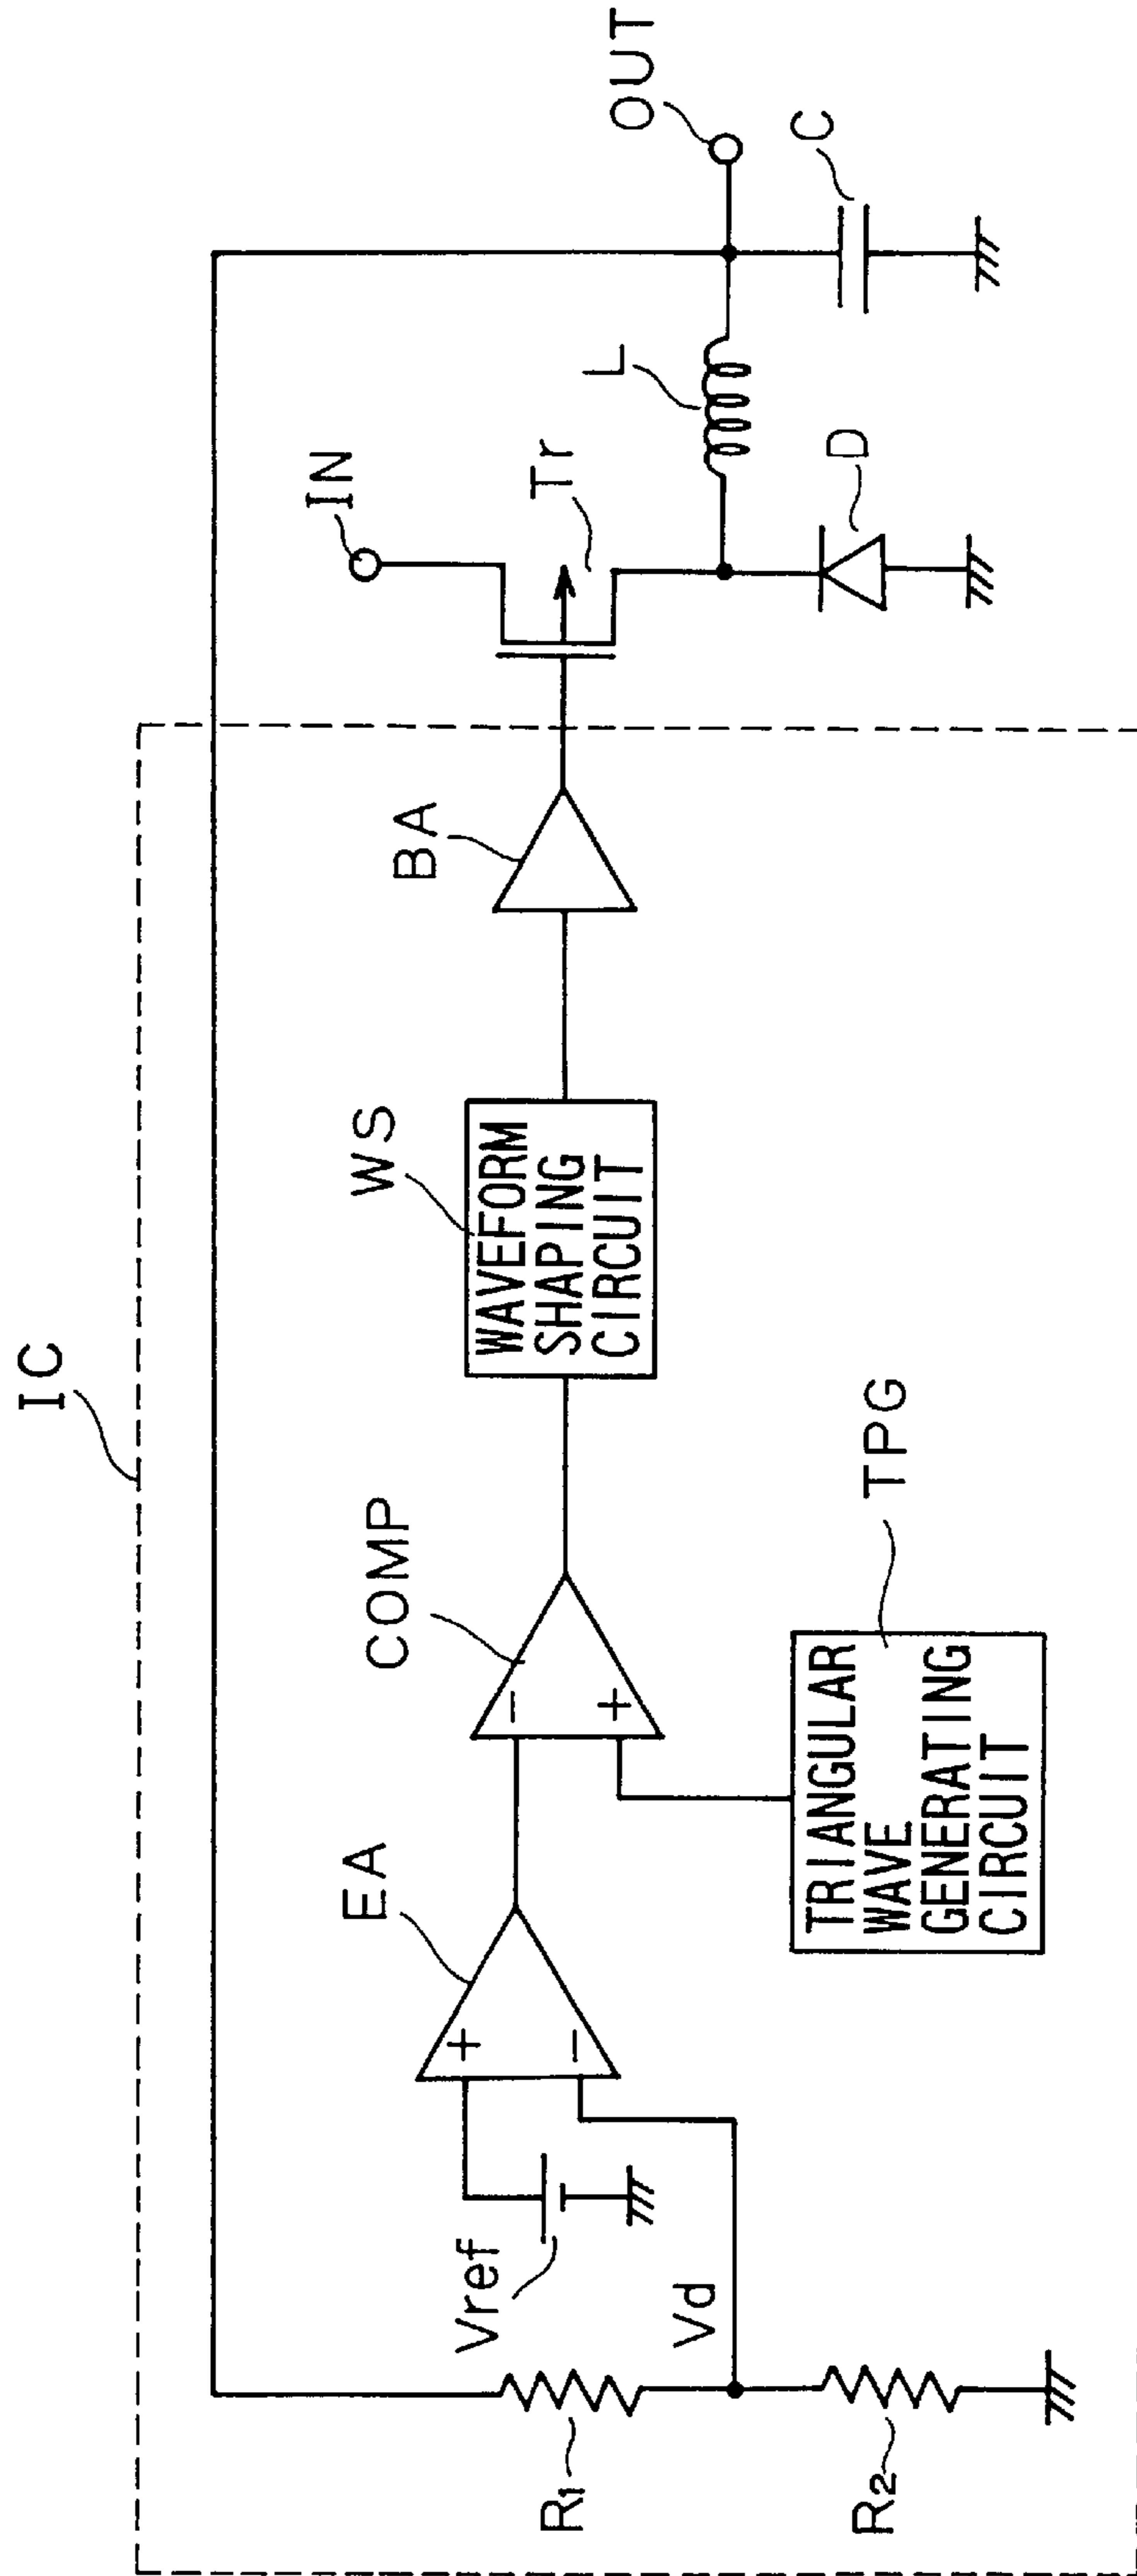 IC
IN
OUT
Tr
L
C
D
BA
WS
WAVEFORM
SHAPING
CIRCUIT
COMP
−
+
EA
+
−
TPG
TRIANGULAR
WAVE
GENERATING
CIRCUIT
Vref
Vd
R1
R2